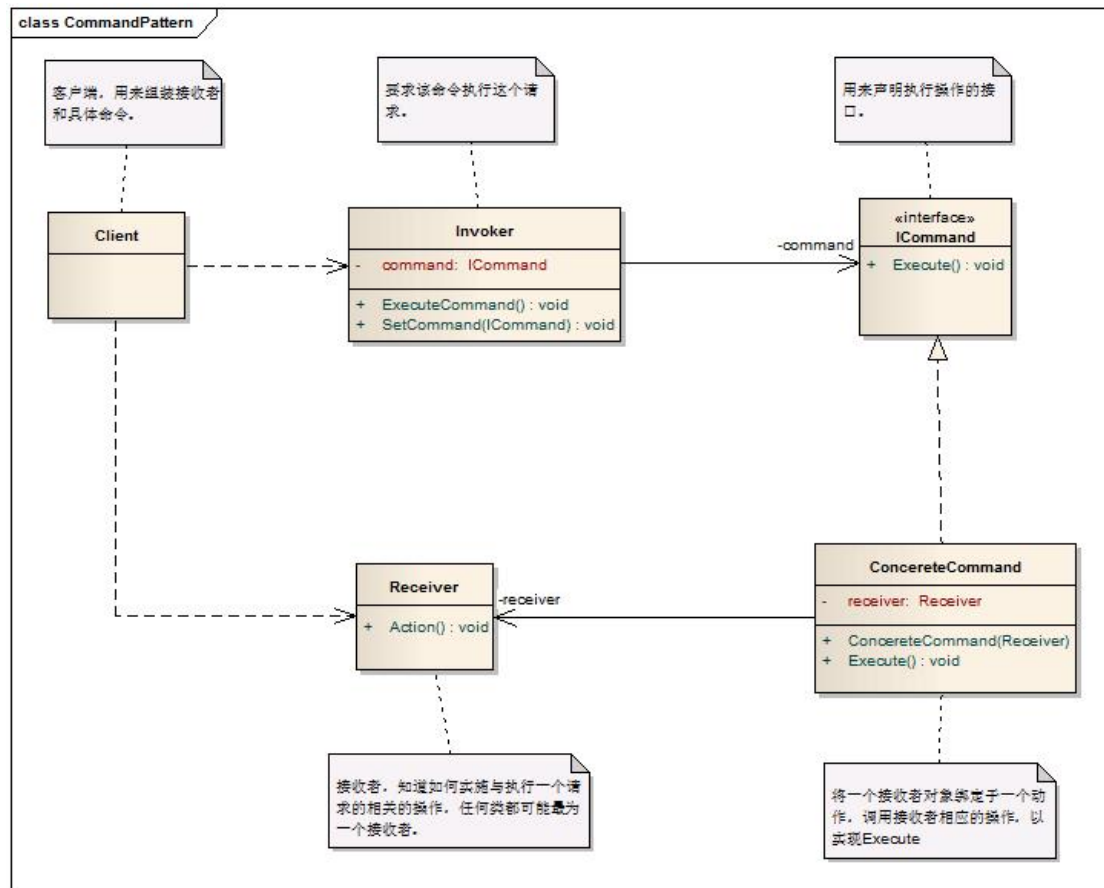 class CommandPattern
客户端，用来组装接收者
和具体命令。
要求该命令执行这个请
求。
用来声明执行操作的接
口。
Client
Invoker
- command: ICommand
+ ExecuteCommand() : void
+ SetCommand(ICommand) : void
-command
«interface»
ICommand
+ Execute() : void
Receiver
+ Action() : void
-receiver
ConcereteCommand
- receiver: Receiver
+ ConcereteCommand(Receiver)
+ Execute() : void
接收者，知道如何实施与执行一个请
求的相关的操作，任何类都可能最为
一个接收者。
将一个接收者对象绑定于一个动
作，调用接收者相应的操作，以
实现Execute